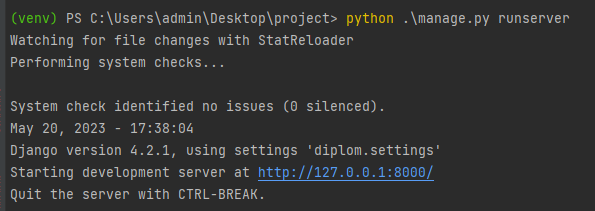 (venv) PS C:\Users\admin\Desktop\project> python .\manage.py runserver
Watching for file changes with StatReloader
Performing system checks...
System check identified no issues (0 silenced).
May 20, 2023 - 17:38:04
Django version 4.2.1, using settings 'diplom.settings'
Starting development server at http://127.0.0.1:8000/
Quit the server with CTRL-BREAK.